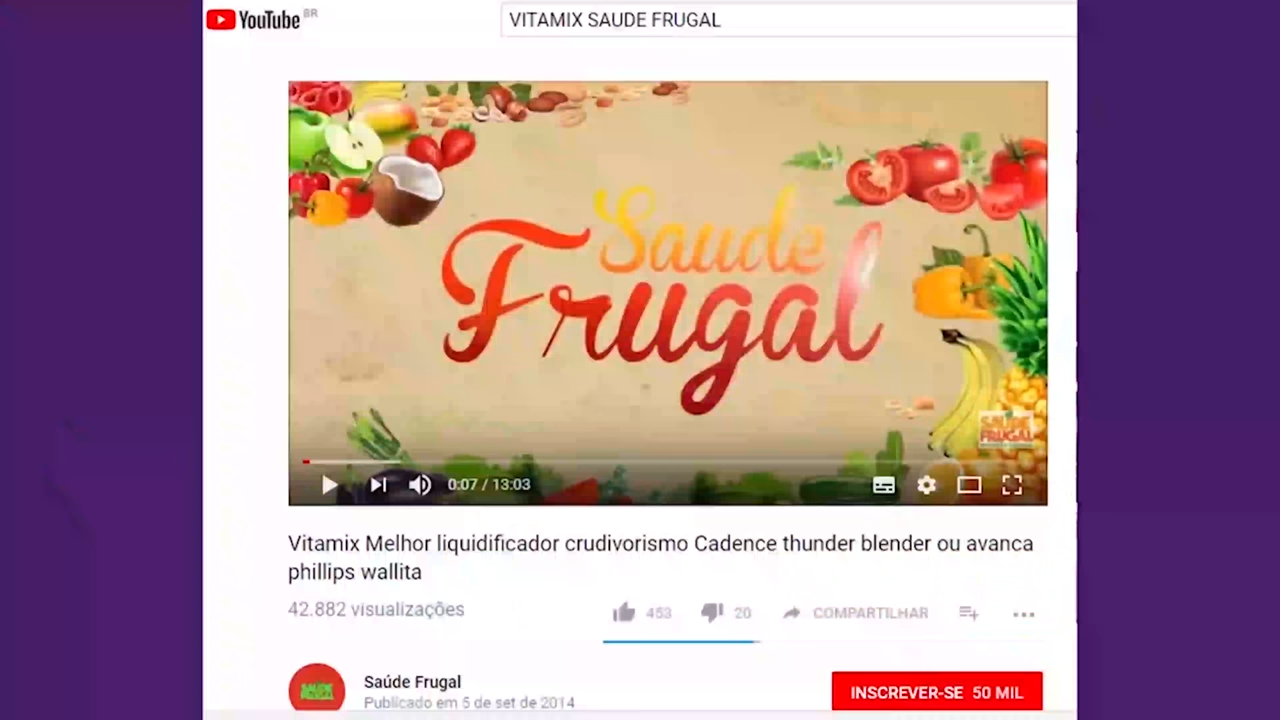 YouTube BR
VITAMIX SAUDE FRUGAL
Saude
Frugal
SAUDE
FRUGAL
0:07 / 13:03
Vitamix Melhor liquidificador crudivorismo Cadence thunder blender ou avanca
phillips wallita
42.882 visualizações
453 20 COMPARTILHAR
SAUDE
FRUGAL
Saúde Frugal
Publicado em 5 de set de 2014
INSCREVER-SE 50 MIL